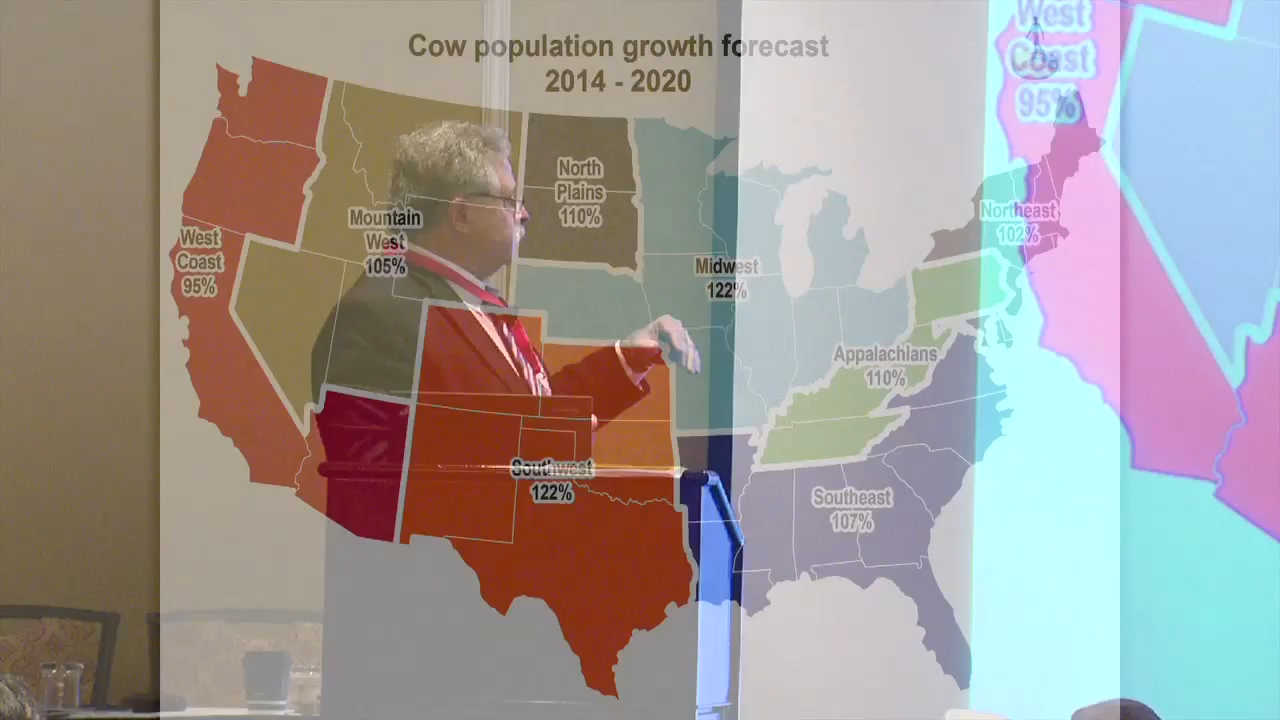 Cow population growth forecast
2014 - 2020
West
Coast
95%
North
Plains
110%
Mountain
West
105%
West
Coast
95%
Northeast
102%
Midwest
122%
Appalachians
110%
Southwest
122%
Southeast
107%